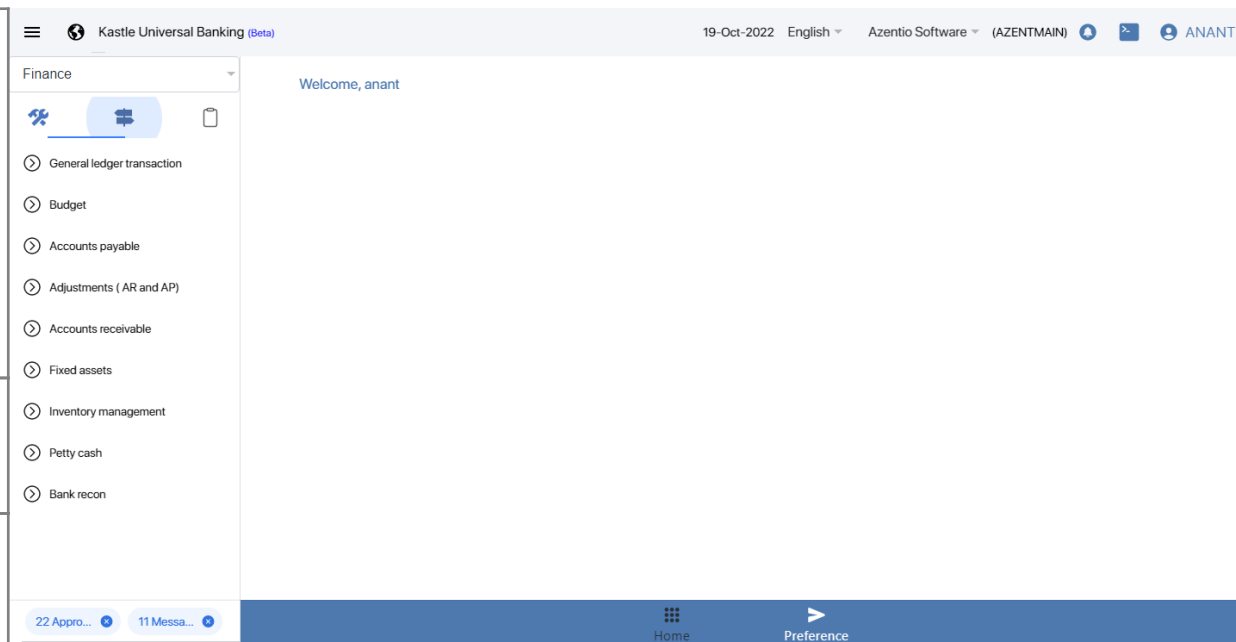 Kastle Universal Banking (Beta)
19-Oct-2022 English Azentio Software (AZENTMAIN) ANANT
Finance
Welcome, anant
General ledger transaction
Budget
Accounts payable
Adjustments ( AR and AP)
Accounts receivable
Fixed assets
Inventory management
Petty cash
Bank recon
22 Appro... 11 Messa...
Home Preference